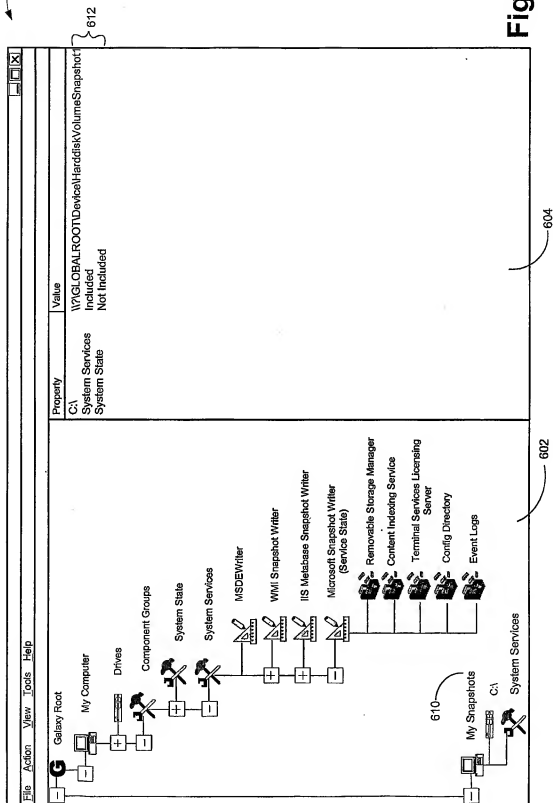 File Action View Tools Help
Galaxy Root
My Computer
Drives
Component Groups
System State
System Services
MSDEWriter
WMI Snapshot Writer
IIS Metabase Snapshot Writer
Microsoft Snapshot Writer
(Service State)
Removable Storage Manager
Content Indexing Service
Terminal Services Licensing
Server
Config Directory
Event Logs
610
My Snapshots
C:\
System Services
602
Property Value
C:\ \\?\GLOBALROOT\Device\HarddiskVolumeSnapshot1
System Services Included
System State Not Included
612
604
Fig